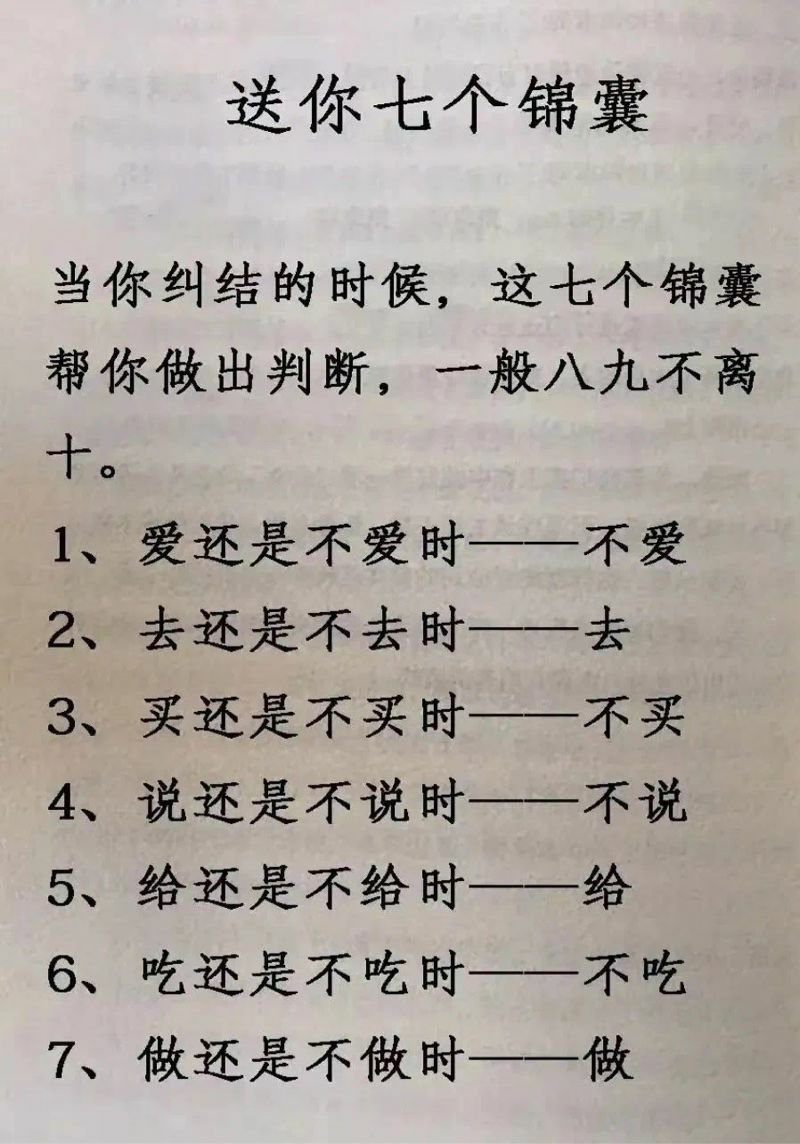 送你七个锦囊
当你纠结的时候，这七个锦囊
帮你做出判断，一般八九不离
十。
1、爱还是不爱时——不爱
2、去还是不去时——去
3、买还是不买时——不买
4、说还是不说时——不说
5、给还是不给时——给
6、吃还是不吃时——不吃
7、做还是不做时——做